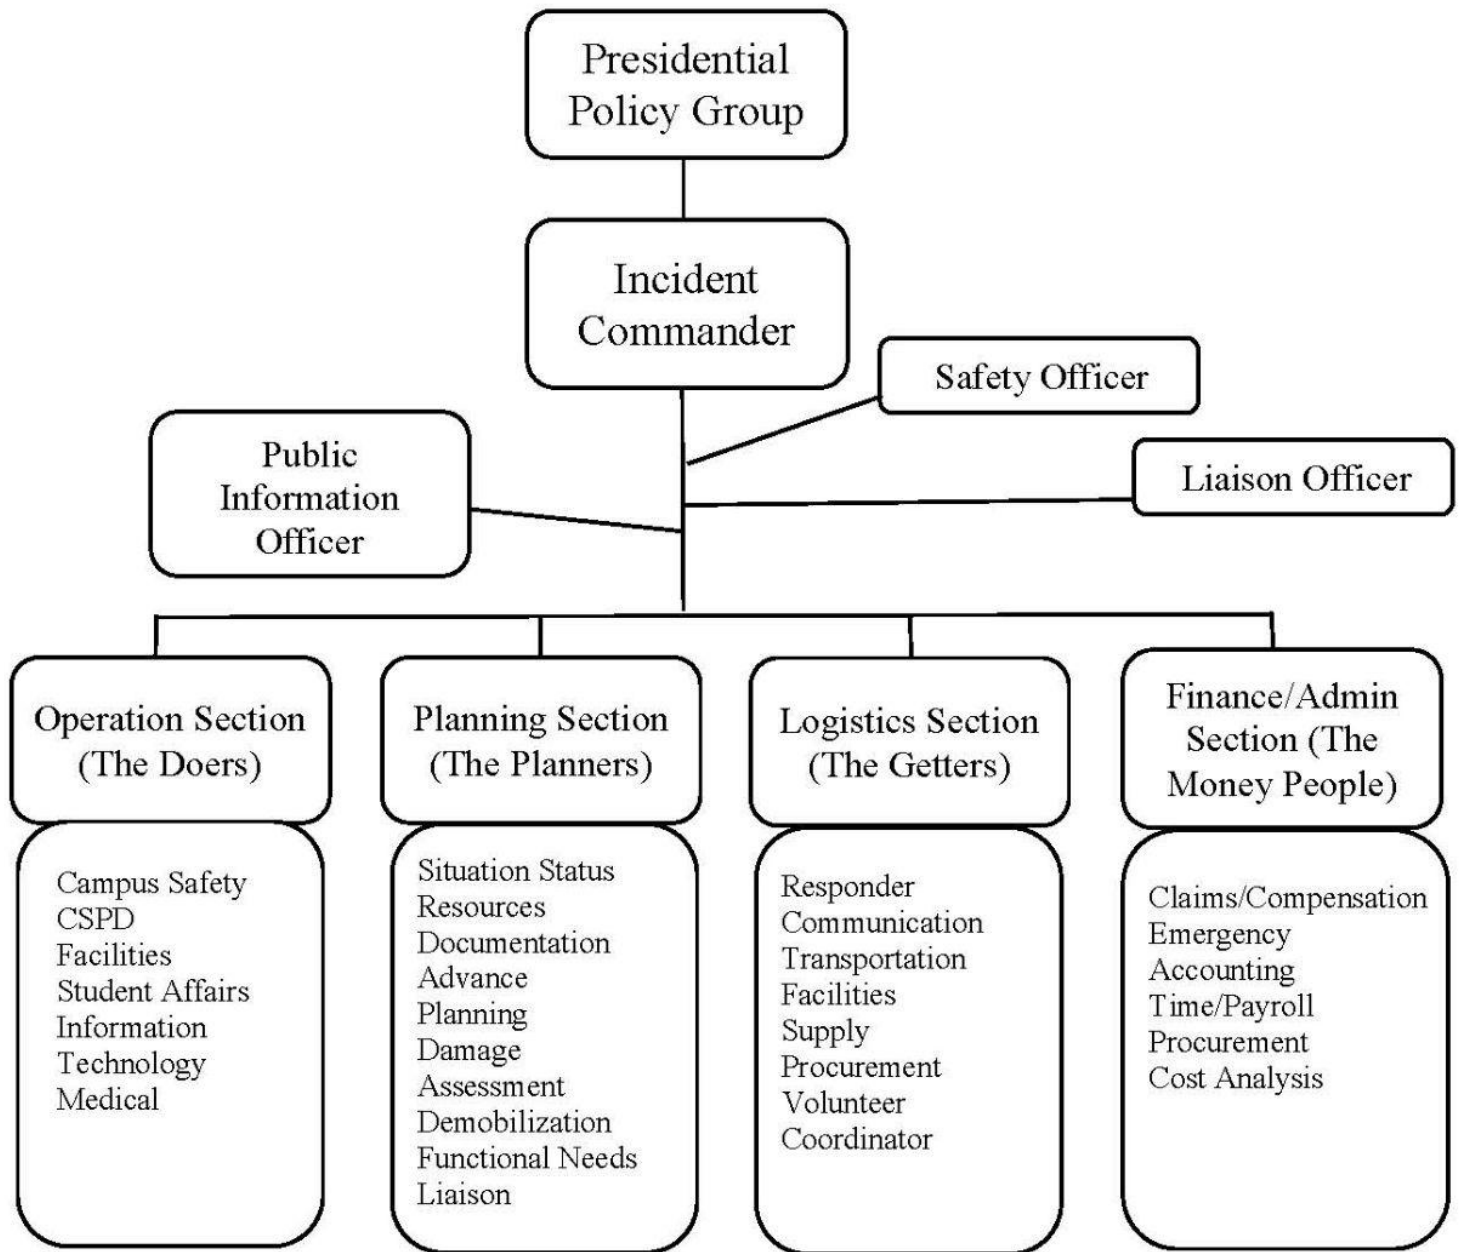 Presidential
Policy Group
Incident
Commander
Safety Officer
Public
Information
Officer
Liaison Officer
Operation Section
(The Doers)
Planning Section
(The Planners)
Logistics Section
(The Getters)
Finance/Admin
Section (The
Money People)
Campus Safety
CSPD
Facilities
Student Affairs
Information
Technology
Medical
Situation Status
Resources
Documentation
Advance
Planning
Damage
Assessment
Demobilization
Functional Needs
Liaison
Responder
Communication
Transportation
Facilities
Supply
Procurement
Volunteer
Coordinator
Claims/Compensation
Emergency
Accounting
Time/Payroll
Procurement
Cost Analysis